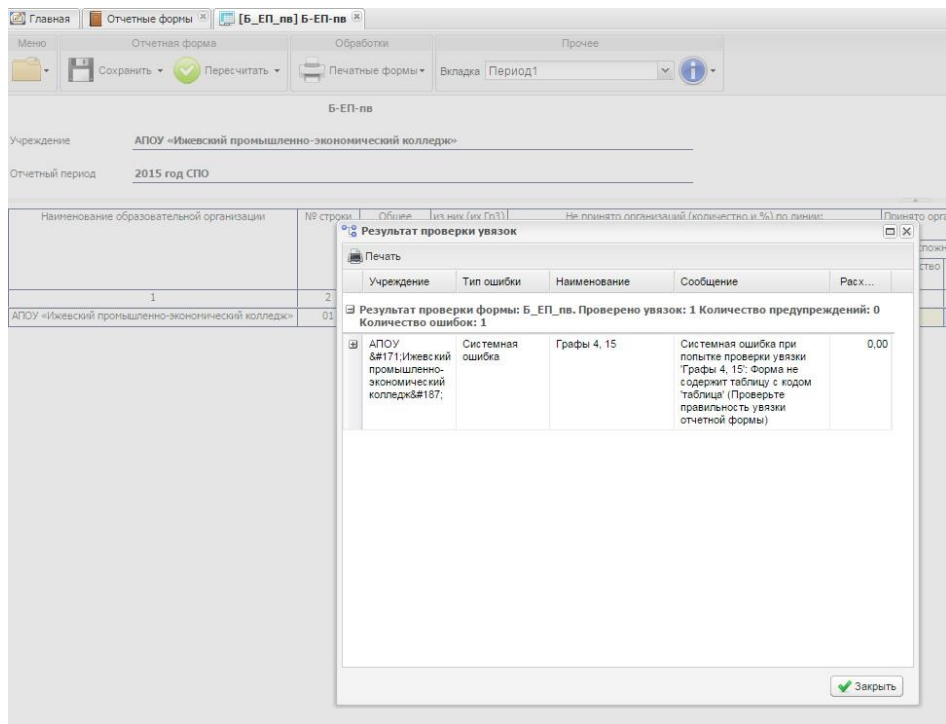 Главная Отчетные формы [Б_ЕП_пв] Б-ЕП-пв
Меню Отчетная форма Обработки Прочее
Сохранить Пересчитать Печатные формы Вкладка Период1
Б-ЕП-пв
Учреждение АПОУ «Ижевский промышленно-экономический колледж»
Отчетный период 2015 год СПО
Наименование образовательной организации № строки Общее из них (их Гр3) Не принято организаций (количество и %) по линии:
Результат проверки увязок
Печать
Учреждение Тип ошибки Наименование Сообщение Расх...
1 2
Результат проверки формы: Б_ЕП_пв. Проверено увязок: 1 Количество предупреждений: 0
Количество ошибок: 1
АПОУ «Ижевский промышленно-экономический колледж» 01
АПОУ Системная Графы 4, 15 Системная ошибка при 0,00
&#171;Ижевский ошибка попытке проверки увязки
промышленно- 'Графы 4, 15': Форма не
экономический содержит таблицу с кодом
колледж&#187; 'таблица' (Проверьте
правильность увязки
отчетной формы)
Закрыть